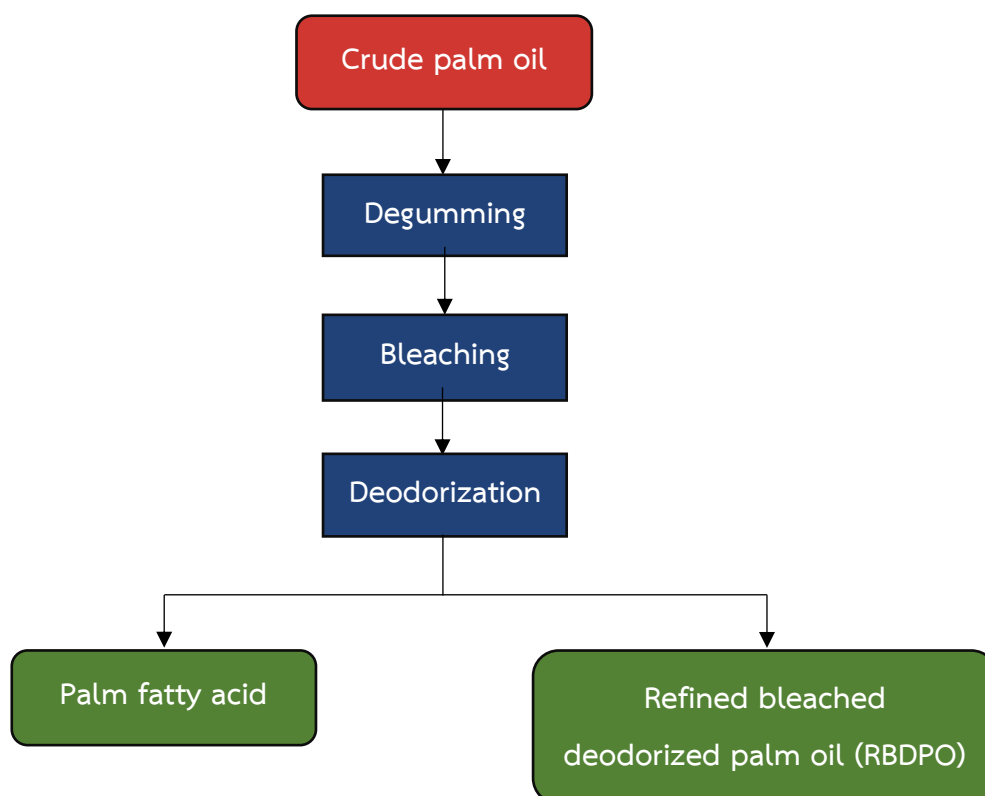 Crude palm oil
Degumming
Bleaching
Deodorization
Palm fatty acid
Refined bleached
deodorized palm oil (RBDPO)